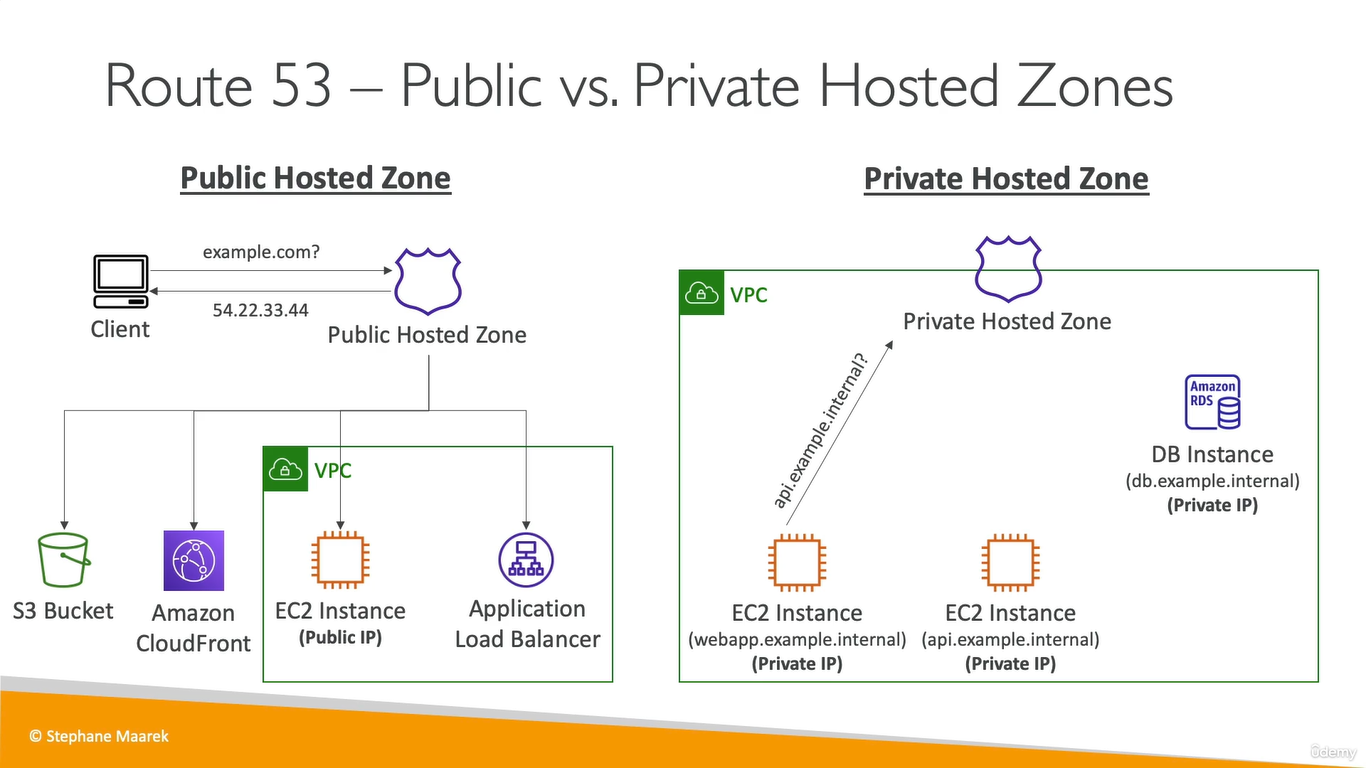 Route 53 – Public vs. Private Hosted Zones
Public Hosted Zone
example.com?
54.22.33.44
Client
Public Hosted Zone
VPC
S3 Bucket
Amazon
CloudFront
EC2 Instance
(Public IP)
Application
Load Balancer
Private Hosted Zone
VPC
Private Hosted Zone
api.example.internal?
Amazon
RDS
DB Instance
(db.example.internal)
(Private IP)
EC2 Instance
(webapp.example.internal)
(Private IP)
EC2 Instance
(api.example.internal)
(Private IP)
© Stephane Maarek
ûdemy